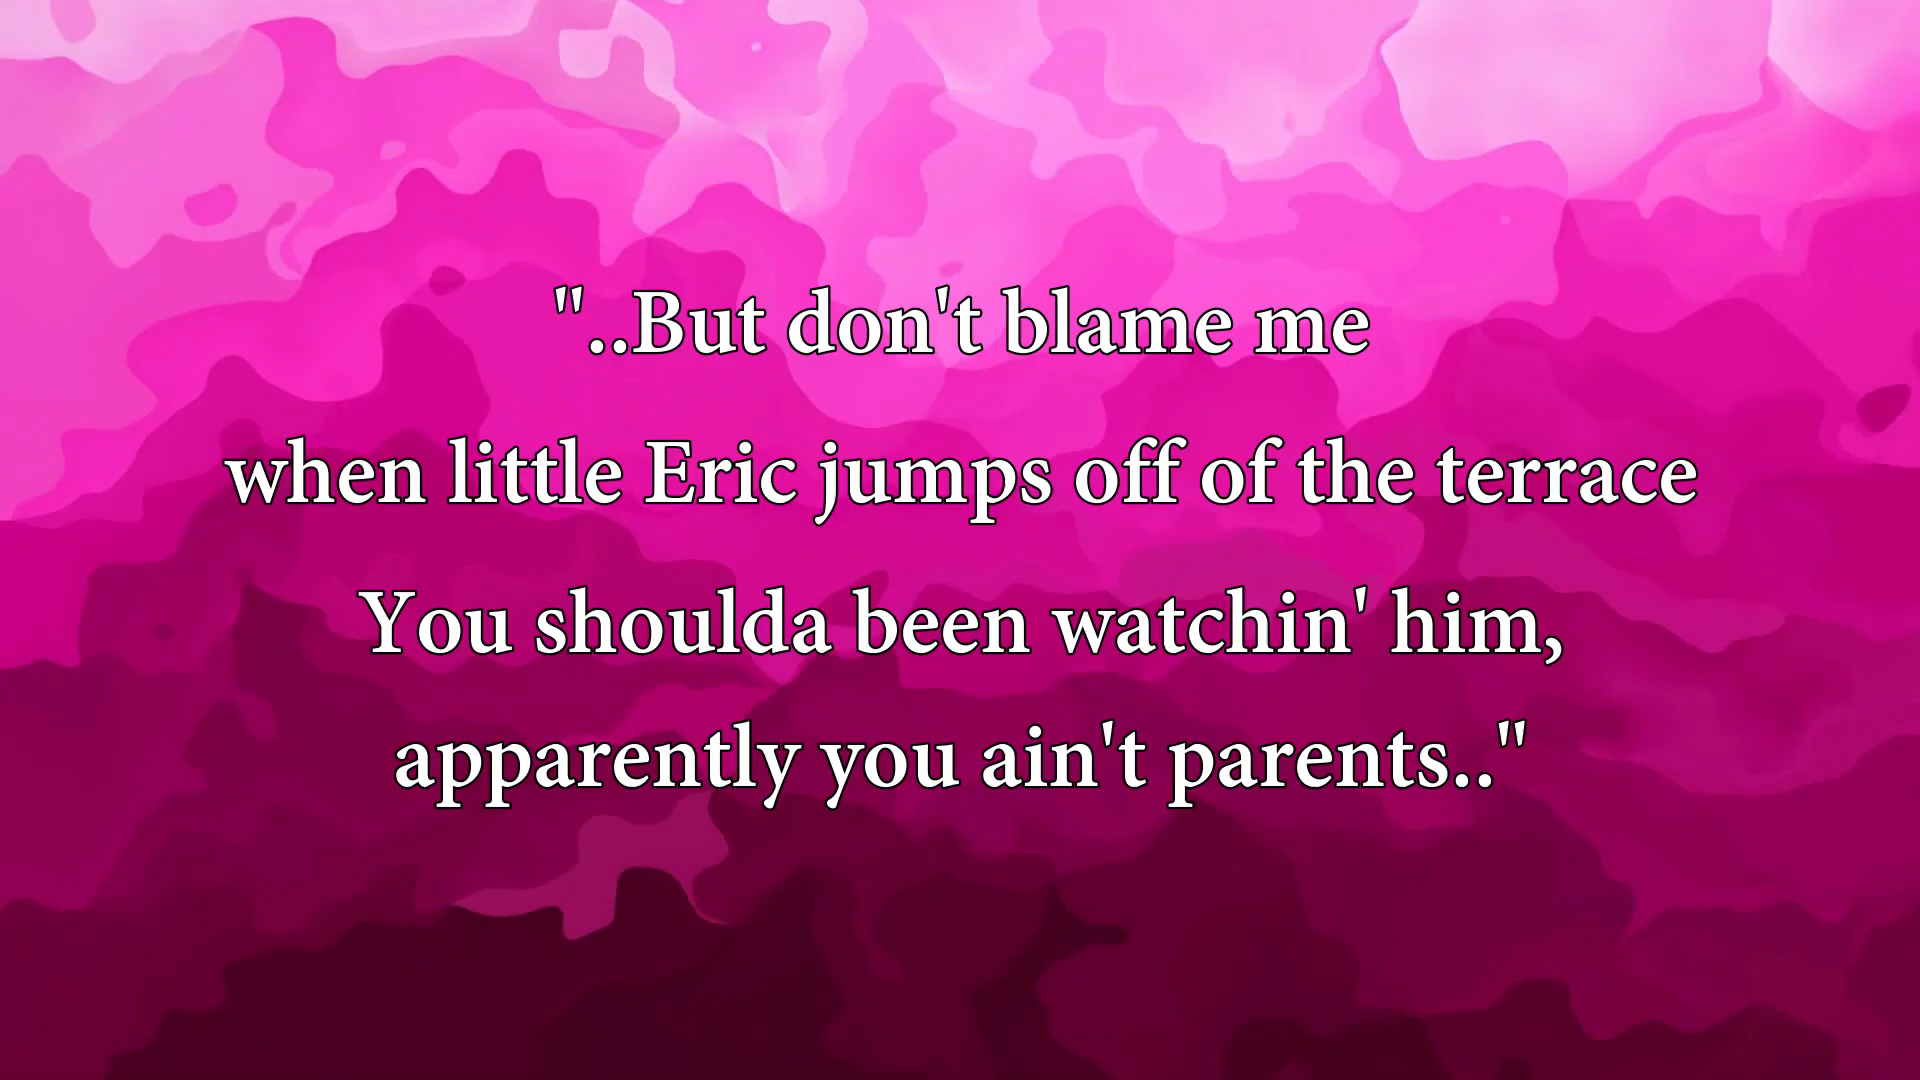 "..But don't blame me
when little Eric jumps off of the terrace
You shoulda been watchin' him,
apparently you ain't parents.."